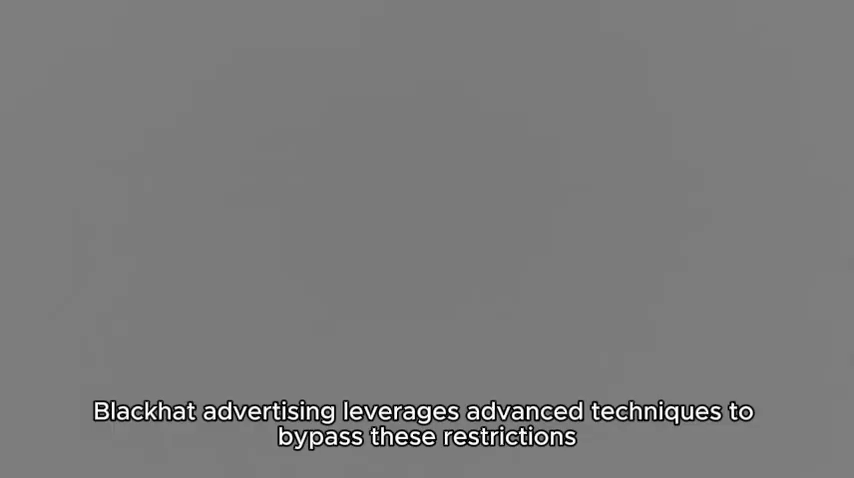 Blackhat advertising leverages advanced techniques to
bypass these restrictions